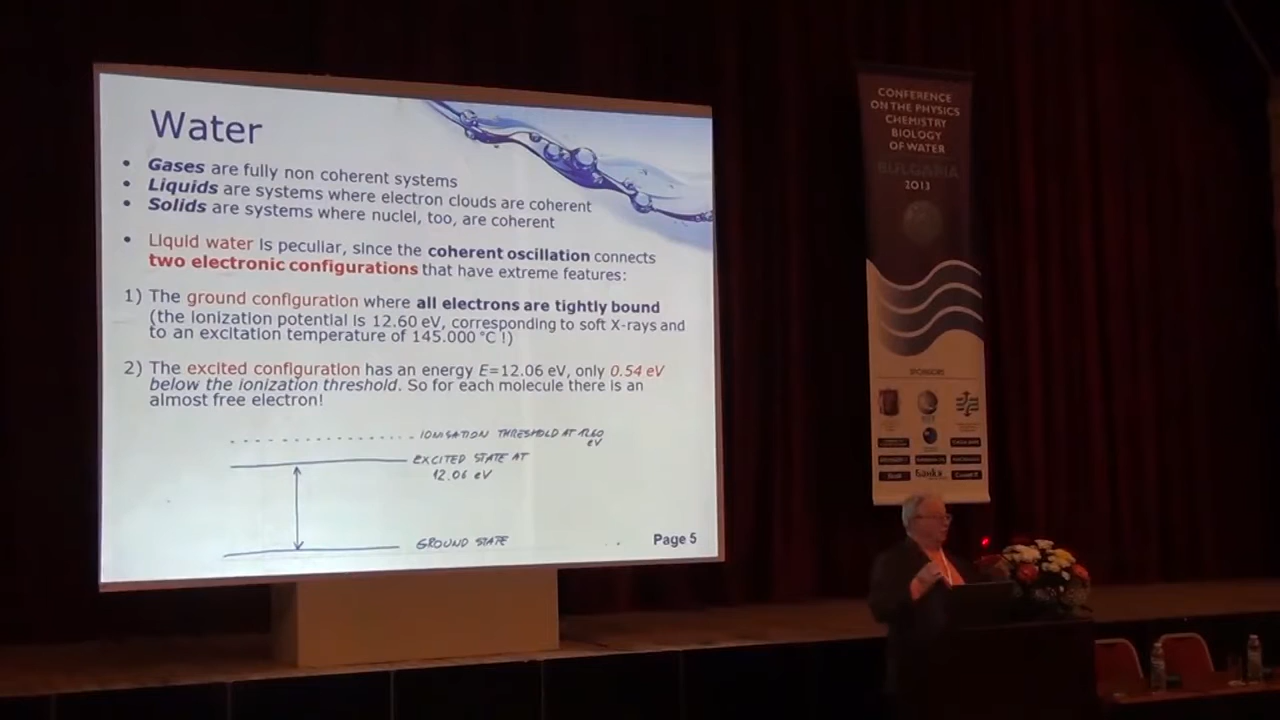 Water
• Gases are fully non coherent systems
• Liquids are systems where electron clouds are coherent
• Solids are systems where nuclei, too, are coherent
• Liquid water is peculiar, since the coherent oscillation connects
two electronic configurations that have extreme features:
1) The ground configuration where all electrons are tightly bound
(the ionization potential is 12.60 eV, corresponding to soft X-rays and
to an excitation temperature of 145.000 °C !)
2) The excited configuration has an energy E=12.06 eV, only 0.54 eV
below the ionization threshold. So for each molecule there is an
almost free electron!
IONISATION THRESHOLD AT 12.60
eV
EXCITED STATE AT
12.06 eV
GROUND STATE
Page 5
CONFERENCE
ON THE PHYSICS
CHEMISTRY
BIOLOGY
OF WATER
BULGARIA
2013
SPONSORS